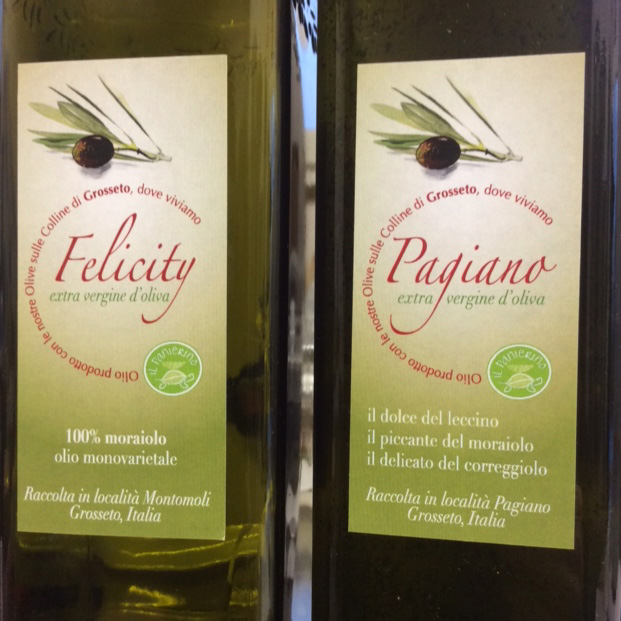 Olio prodotto con le nostre Olive sulle Colline di Grosseto, dove viviamo
Felicity
extra vergine d'oliva
IL PANIERINO
100% moraiolo
olio monovarietale
Raccolta in località Montomoli
Grosseto, Italia
Olio prodotto con le nostre Olive sulle Colline di Grosseto, dove viviamo
Pagiano
extra vergine d'oliva
IL PANIERINO
il dolce del leccino
il piccante del moraiolo
il delicato del correggiolo
Raccolta in località Pagiano
Grosseto, Italia